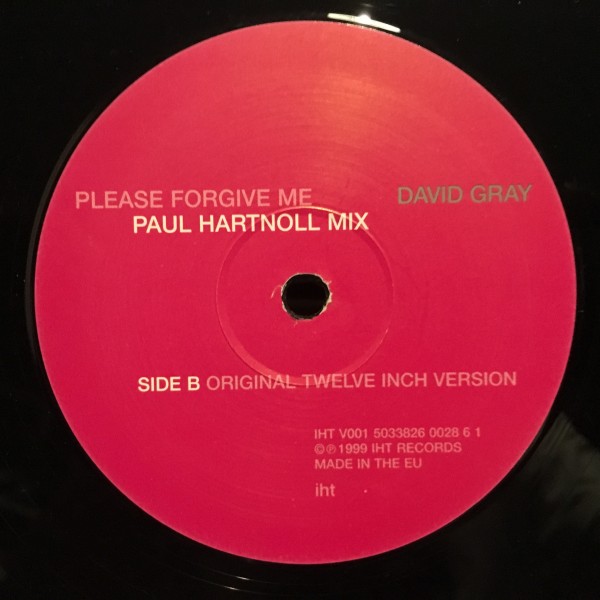 PLEASE FORGIVE ME DAVID GRAY
PAUL HARTNOLL MIX
SIDE B ORIGINAL TWELVE INCH VERSION
IHT V001 5033826 0028 6 1
©℗1999 IHT RECORDS
MADE IN THE EU
iht